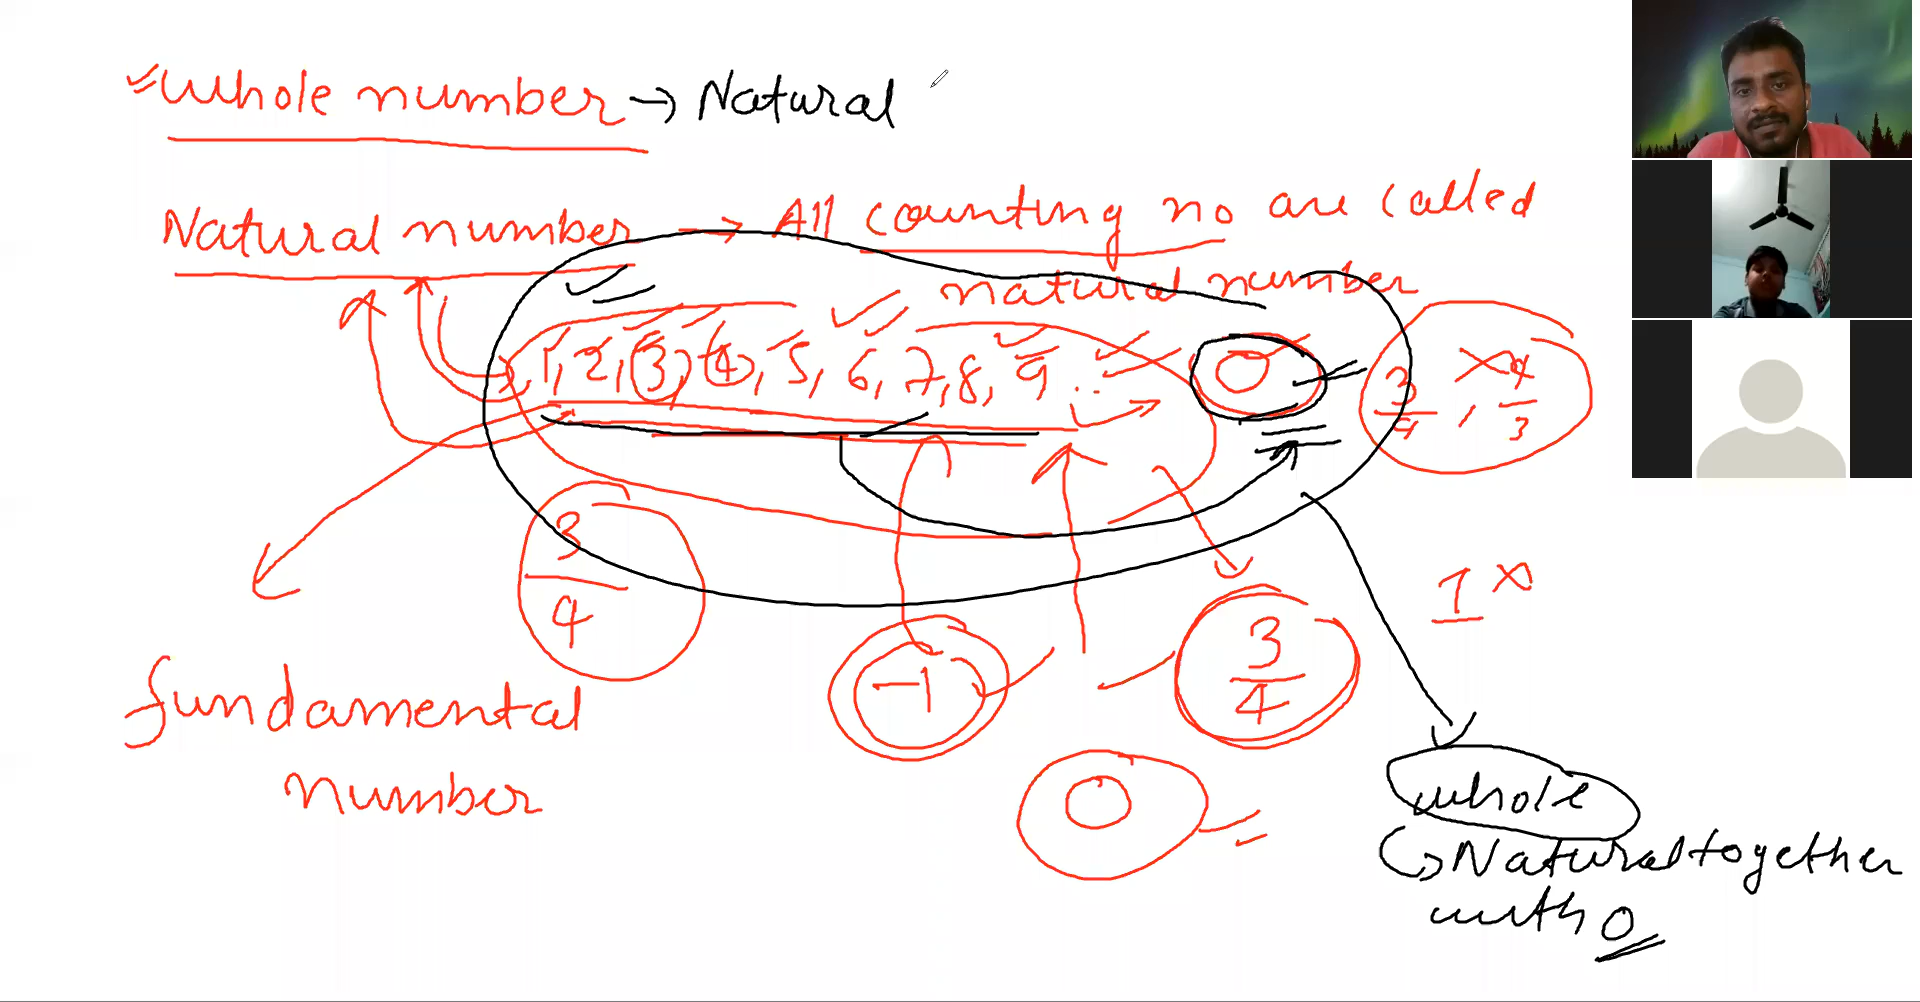 Whole number → Natural
Natural number → All counting no are called
natural number
1, 2, 3, 4, 5, 6, 7, 8, 9 ..
0
3/4, 4/3
3/4
-1
3/4
1 ×
0
fundamental
number
whole
↪ Natural together
with 0